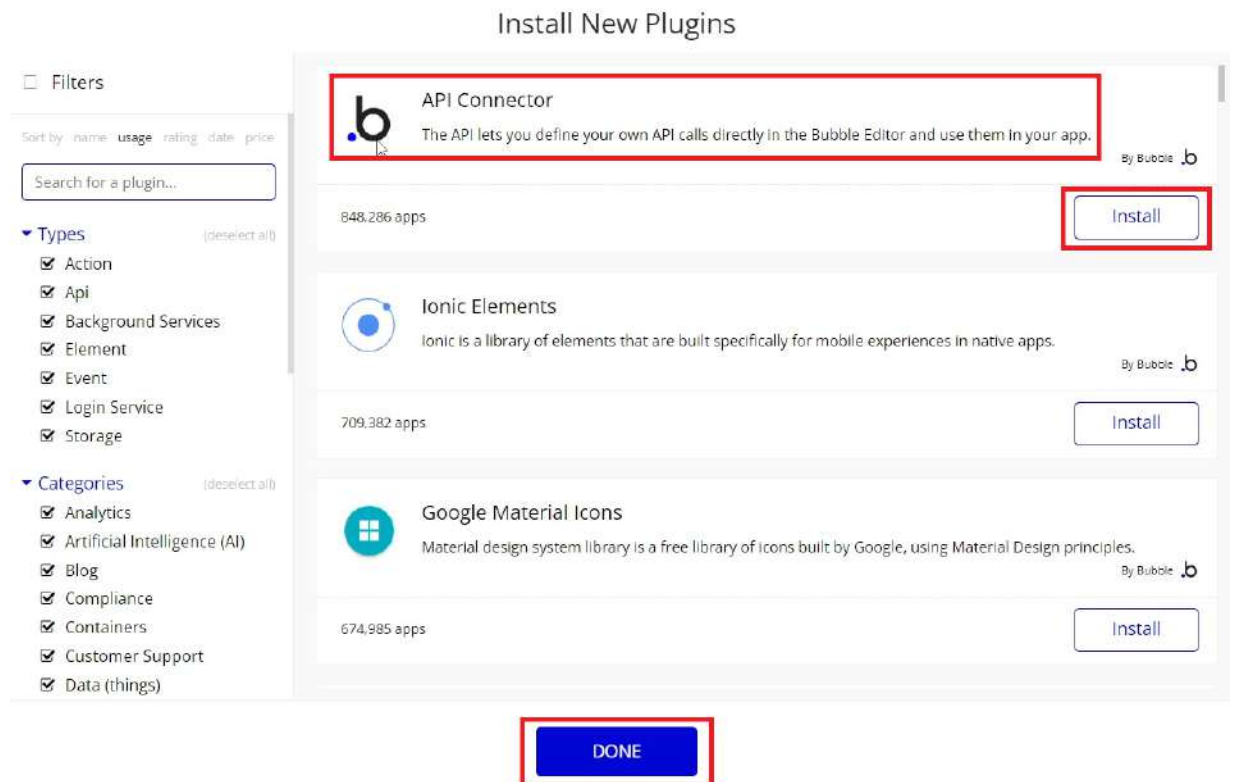 Install New Plugins
Filters
Sort by name usage rating date price
Search for a plugin...
Types (deselect all)
Action
Api
Background Services
Element
Event
Login Service
Storage
Categories (deselect all)
Analytics
Artificial Intelligence (AI)
Blog
Compliance
Containers
Customer Support
Data (things)
API Connector
The API lets you define your own API calls directly in the Bubble Editor and use them in your app.
By Bubble .b
848,286 apps
Install
Ionic Elements
Ionic is a library of elements that are built specifically for mobile experiences in native apps.
By Bubble .b
709,382 apps
Install
Google Material Icons
Material design system library is a free library of icons built by Google, using Material Design principles.
By Bubble .b
674,985 apps
Install
DONE